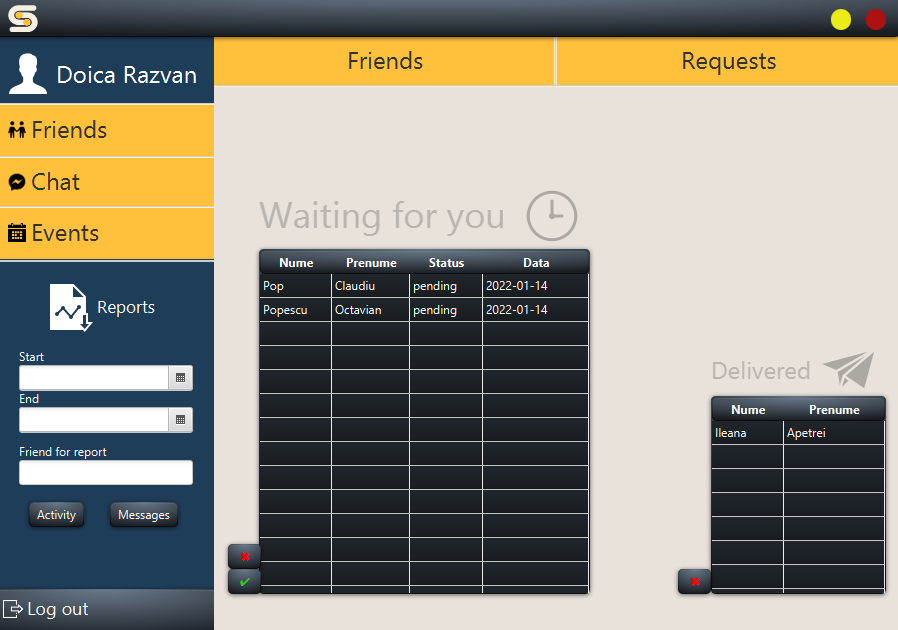 Doica Razvan
Friends
Chat
Events
Reports
Start
End
Friend for report
Activity Messages
Log out
Friends Requests
Waiting for you
Nume Prenume Status Data
Pop Claudiu pending 2022-01-14
Popescu Octavian pending 2022-01-14
Delivered
Nume Prenume
Ileana Apetrei